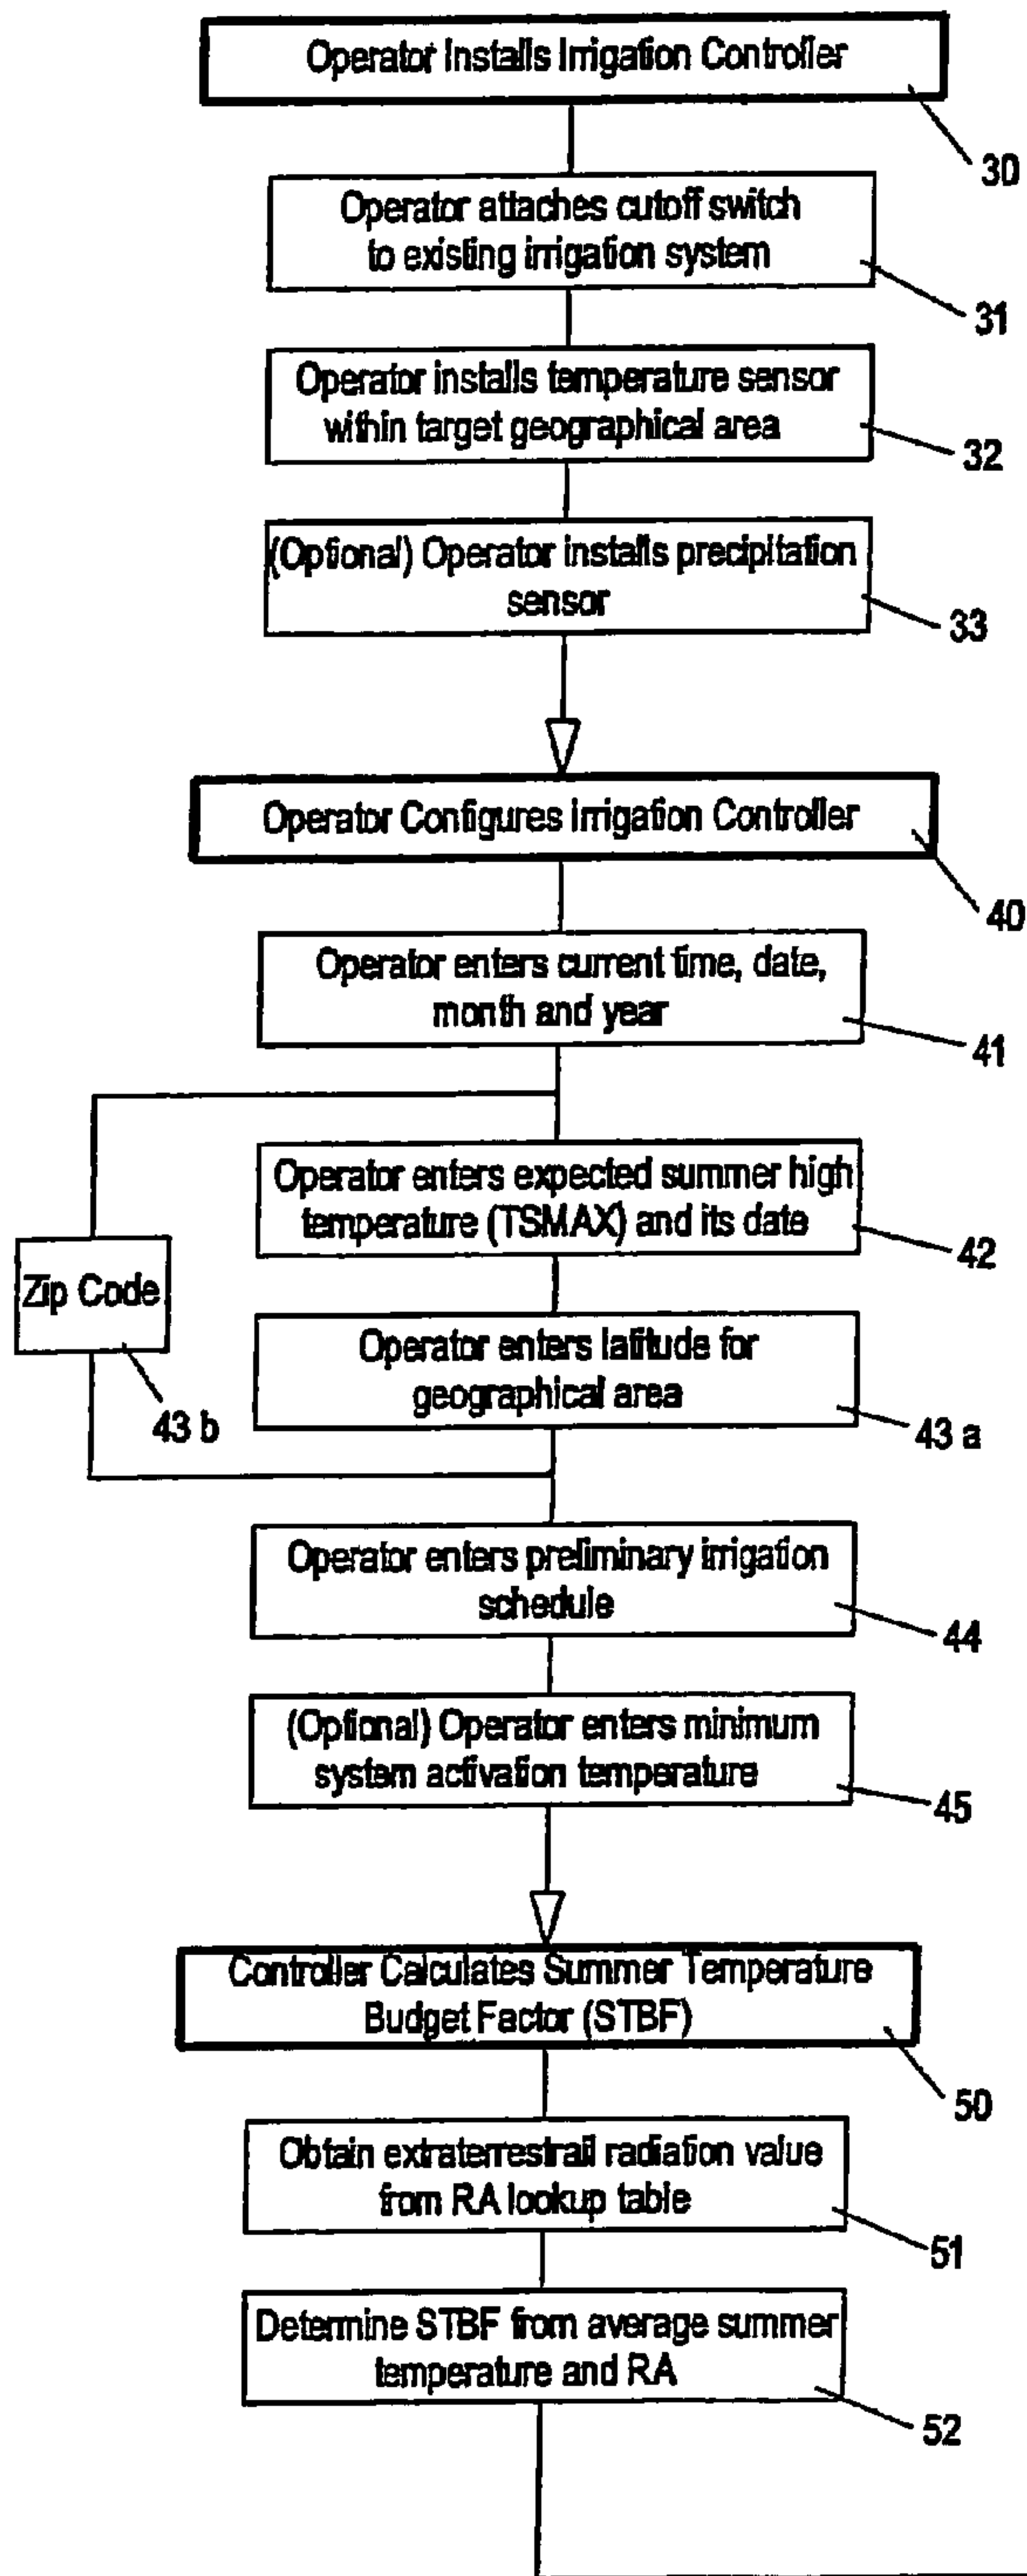 Operator Installs Irrigation Controller
30
Operator attaches cutoff switch
to existing irrigation system
31
Operator installs temperature sensor
within target geographical area
32
(Optional) Operator installs precipitation
sensor
33
Operator Configures Irrigation Controller
40
Operator enters current time, date,
month and year
41
Operator enters expected summer high
temperature (TSMAX) and its date
42
Zip Code
43 b
Operator enters latitude for
geographical area
43 a
Operator enters preliminary irrigation
schedule
44
(Optional) Operator enters minimum
system activation temperature
45
Controller Calculates Summer Temperature
Budget Factor (STBF)
50
Obtain extraterrestrail radiation value
from RA lookup table
51
Determine STBF from average summer
temperature and RA
52